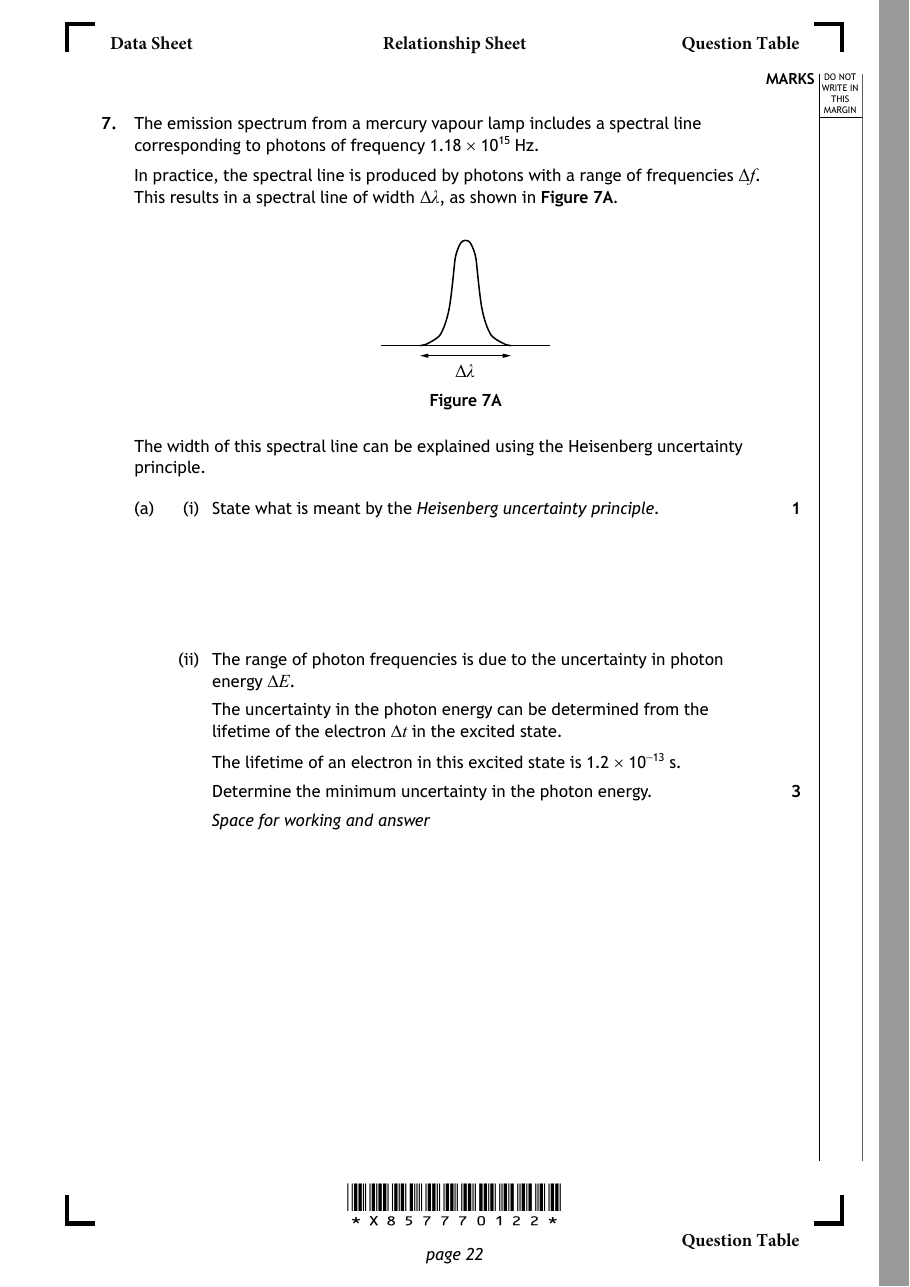 Data Sheet Relationship Sheet Question Table
MARKS DO NOT
WRITE IN
THIS
MARGIN
7. The emission spectrum from a mercury vapour lamp includes a spectral line
corresponding to photons of frequency 1.18 × 10¹⁵ Hz.
In practice, the spectral line is produced by photons with a range of frequencies Δf.
This results in a spectral line of width Δλ, as shown in Figure 7A.
Δλ
Figure 7A
The width of this spectral line can be explained using the Heisenberg uncertainty
principle.
(a) (i) State what is meant by the Heisenberg uncertainty principle. 1
(ii) The range of photon frequencies is due to the uncertainty in photon
energy ΔE.
The uncertainty in the photon energy can be determined from the
lifetime of the electron Δt in the excited state.
The lifetime of an electron in this excited state is 1.2 × 10⁻¹³ s.
Determine the minimum uncertainty in the photon energy. 3
Space for working and answer
* X 8 5 7 7 7 0 1 2 2 *
page 22
Question Table